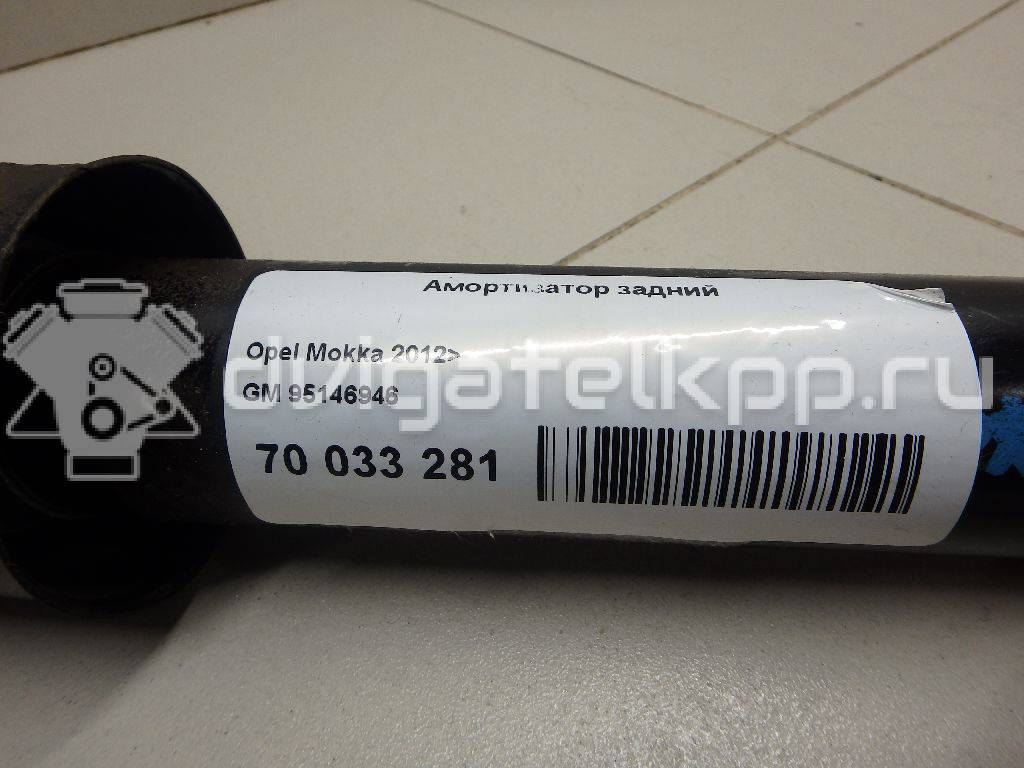 Амортизатор задний
Opel Mokka 2012>
GM 95146946
70 033 281
dvigatelkpp.ru